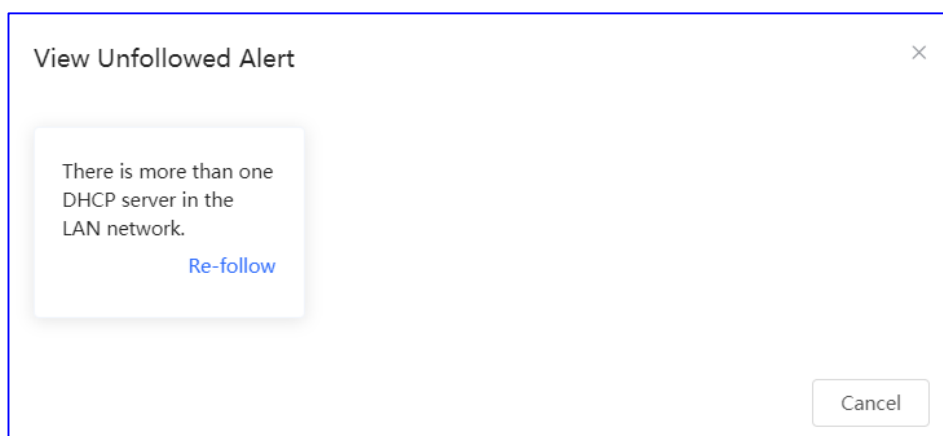 View Unfollowed Alert
There is more than one
DHCP server in the
LAN network.
Re-follow
Cancel